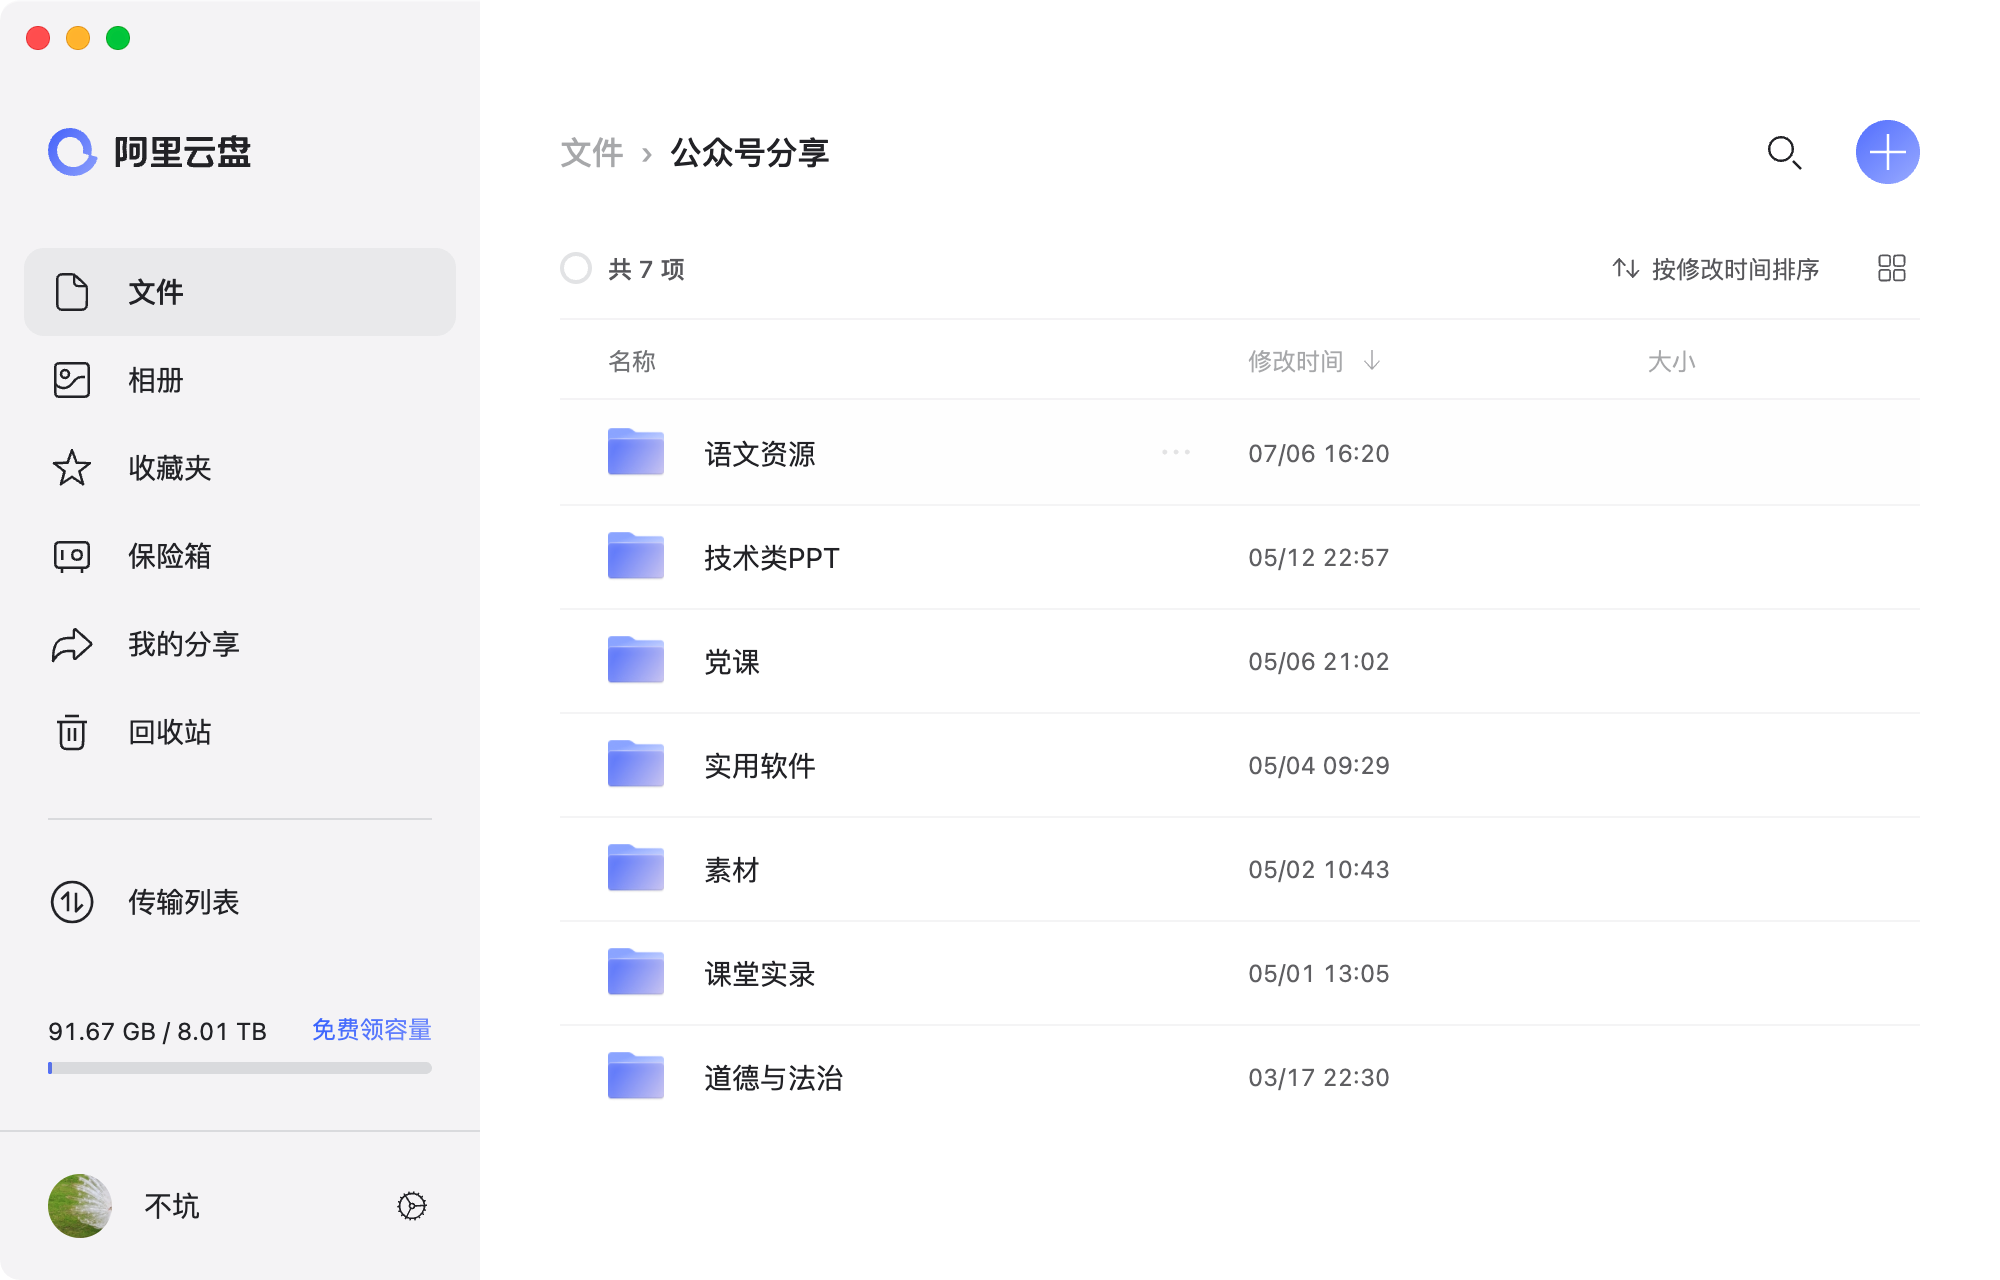 阿里云盘
文件
相册
收藏夹
保险箱
我的分享
回收站
传输列表
91.67 GB / 8.01 TB 免费领容量
不坑
文件 › 公众号分享
共 7 项 按修改时间排序
名称 修改时间 大小
语文资源 07/06 16:20
技术类PPT 05/12 22:57
党课 05/06 21:02
实用软件 05/04 09:29
素材 05/02 10:43
课堂实录 05/01 13:05
道德与法治 03/17 22:30